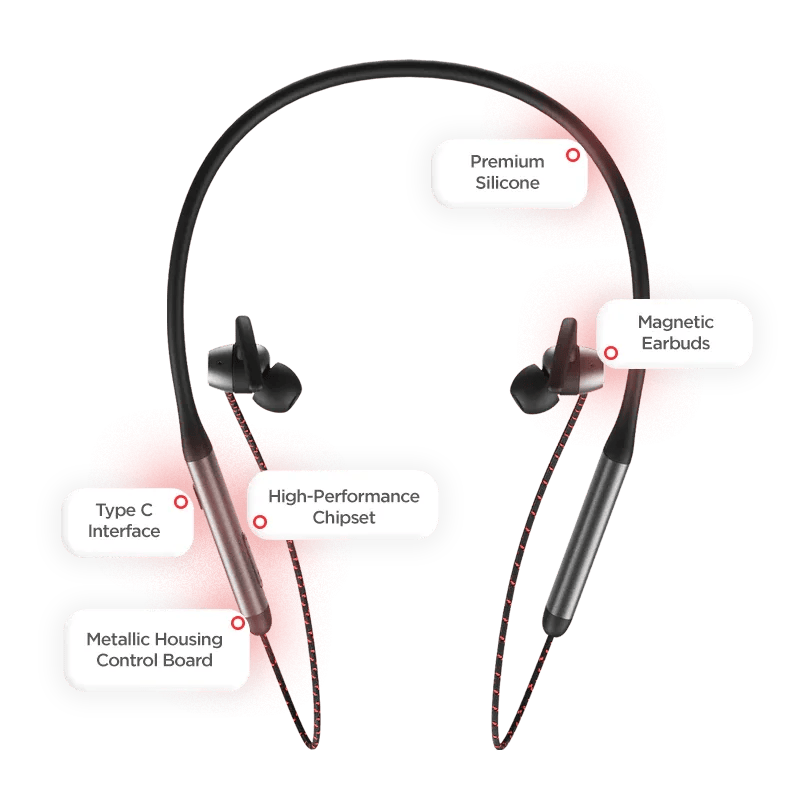 Premium
Silicone
Magnetic
Earbuds
High-Performance
Chipset
Type C
Interface
Metallic Housing
Control Board